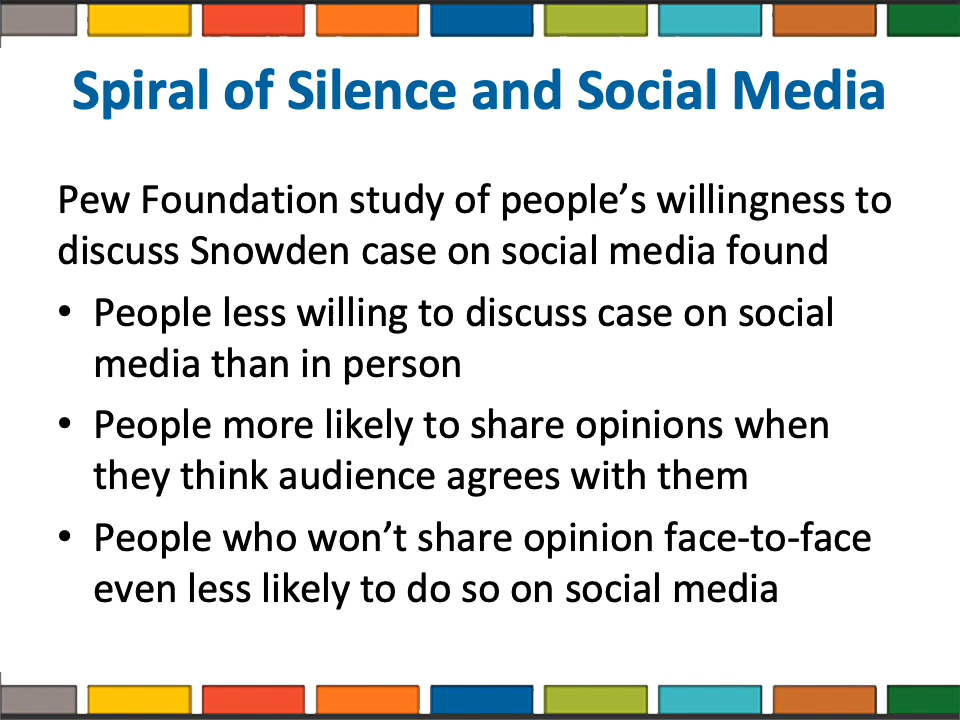 Spiral of Silence and Social Media
Pew Foundation study of people’s willingness to
discuss Snowden case on social media found
• People less willing to discuss case on social
media than in person
• People more likely to share opinions when
they think audience agrees with them
• People who won’t share opinion face-to-face
even less likely to do so on social media